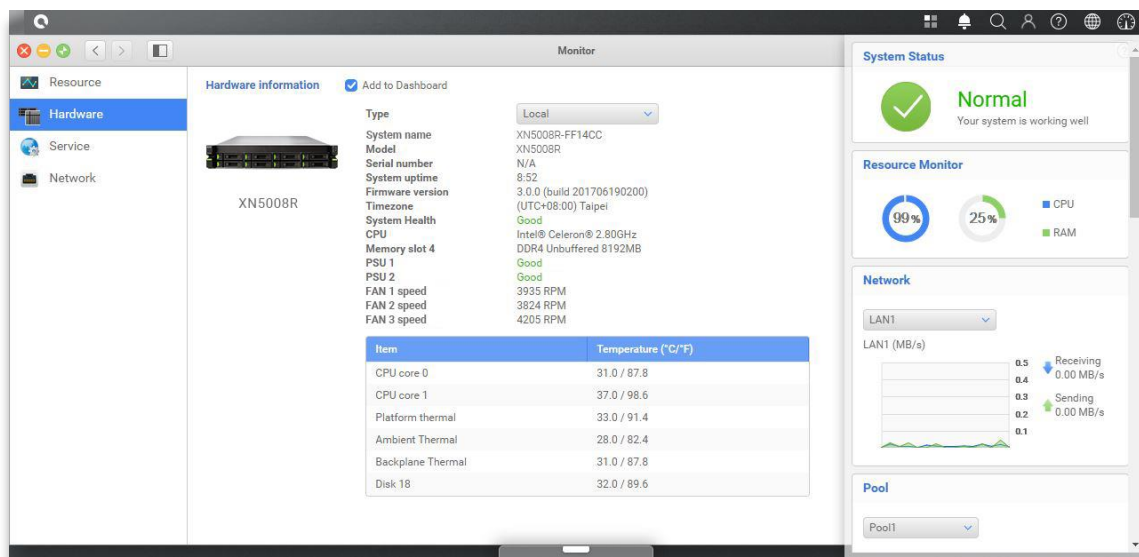 Monitor
Resource
Hardware
Service
Network
Hardware information
Add to Dashboard
XN5008R
Type Local
System name XN5008R-FF14CC
Model XN5008R
Serial number N/A
System uptime 8:52
Firmware version 3.0.0 (build 201706190200)
Timezone (UTC+08:00) Taipei
System Health Good
CPU Intel® Celeron® 2.80GHz
Memory slot 4 DDR4 Unbuffered 8192MB
PSU 1 Good
PSU 2 Good
FAN 1 speed 3935 RPM
FAN 2 speed 3824 RPM
FAN 3 speed 4205 RPM
Item Temperature (°C/°F)
CPU core 0 31.0 / 87.8
CPU core 1 37.0 / 98.6
Platform thermal 33.0 / 91.4
Ambient Thermal 28.0 / 82.4
Backplane Thermal 31.0 / 87.8
Disk 18 32.0 / 89.6
System Status
Normal
Your system is working well
Resource Monitor
99%
25%
CPU
RAM
Network
LAN1
LAN1 (MB/s)
0.5
0.4
0.3
0.2
0.1
Receiving
0.00 MB/s
Sending
0.00 MB/s
Pool
Pool1